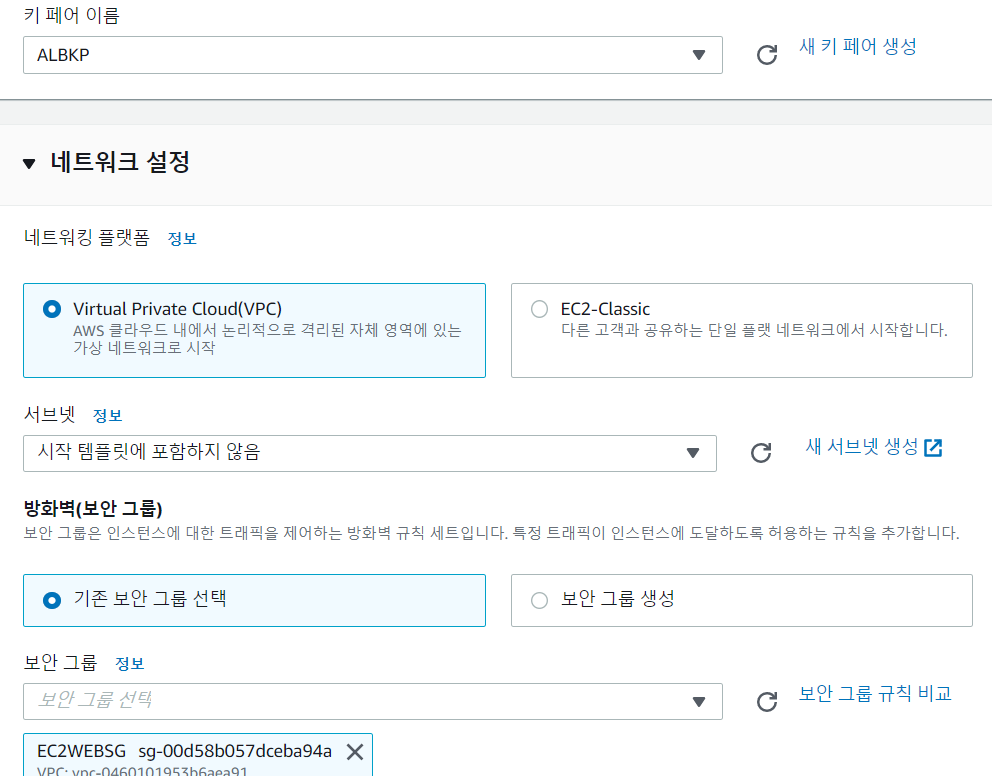 키 페어 이름
ALBKP
새 키 페어 생성
네트워크 설정
네트워킹 플랫폼 정보
Virtual Private Cloud(VPC)
AWS 클라우드 내에서 논리적으로 격리된 자체 영역에 있는
가상 네트워크로 시작
EC2-Classic
다른 고객과 공유하는 단일 플랫 네트워크에서 시작합니다.
서브넷 정보
시작 템플릿에 포함하지 않음
새 서브넷 생성
방화벽(보안 그룹)
보안 그룹은 인스턴스에 대한 트래픽을 제어하는 방화벽 규칙 세트입니다. 특정 트래픽이 인스턴스에 도달하도록 허용하는 규칙을 추가합니다.
기존 보안 그룹 선택
보안 그룹 생성
보안 그룹 정보
보안 그룹 선택
보안 그룹 규칙 비교
EC2WEBSG sg-00d58b057dceba94a
VPC: vpc-0460101953b6aea91